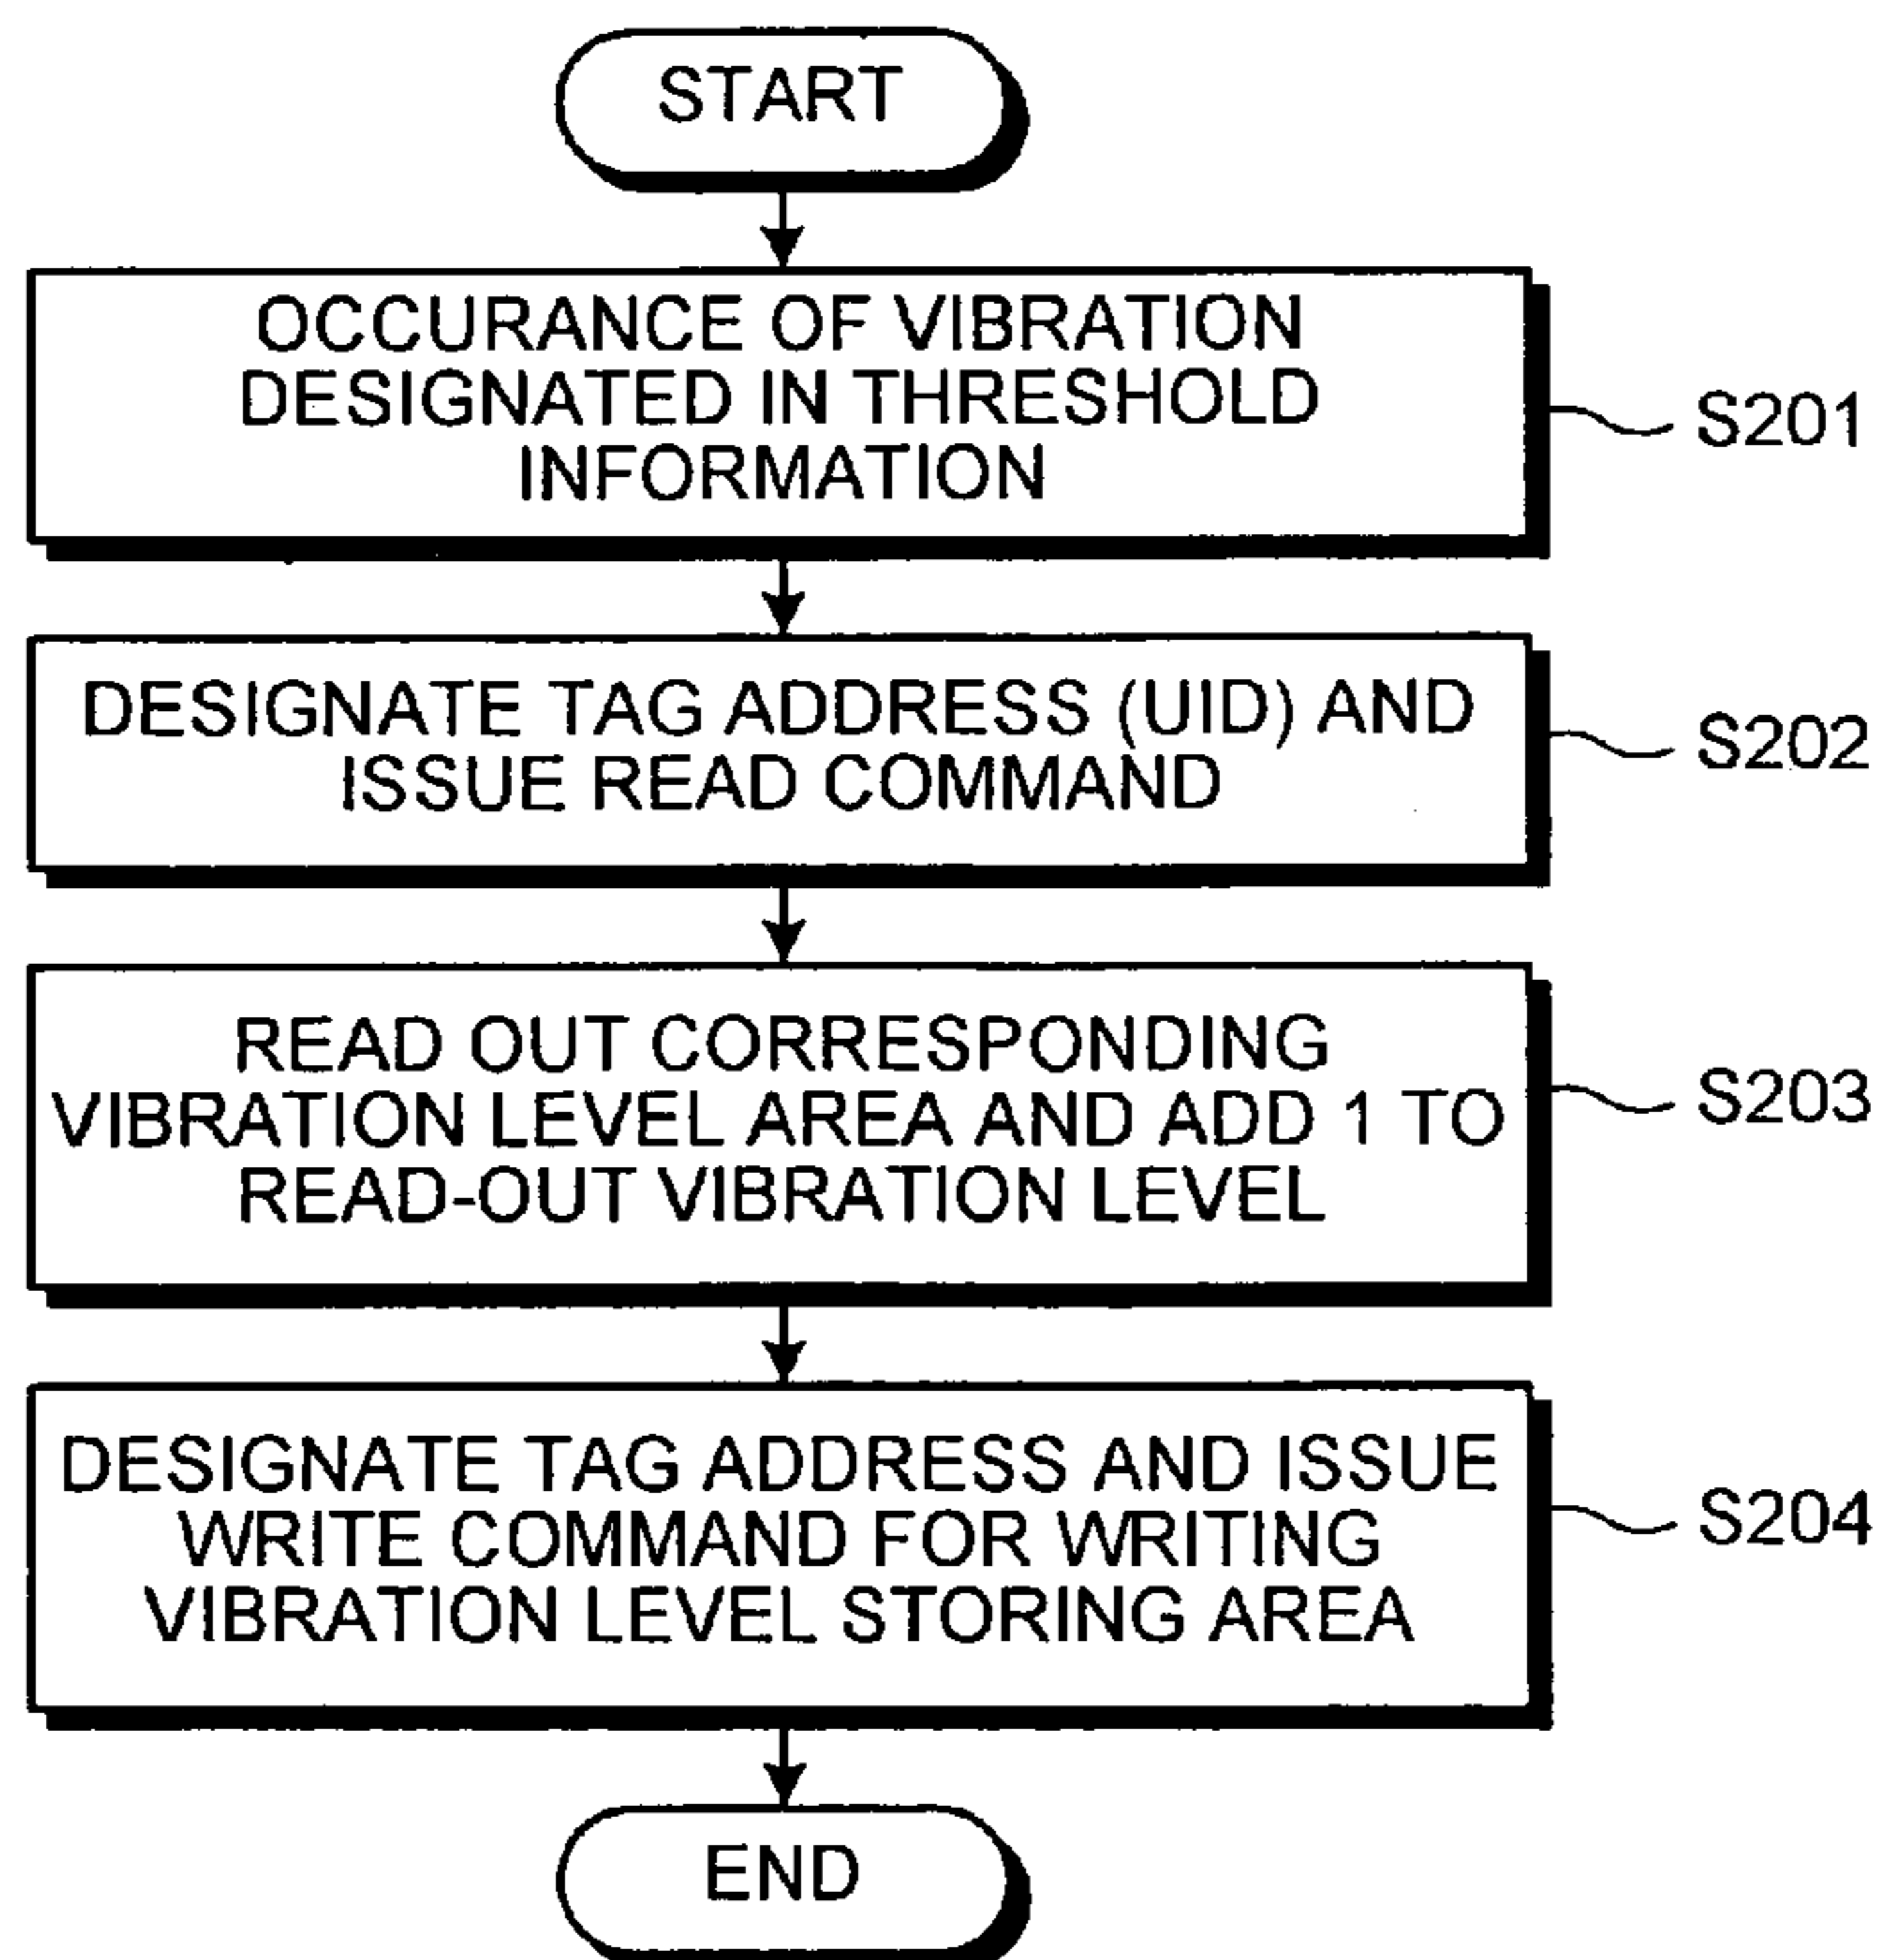 START
OCCURANCE OF VIBRATION
DESIGNATED IN THRESHOLD
INFORMATION
S201
DESIGNATE TAG ADDRESS (UID) AND
ISSUE READ COMMAND
S202
READ OUT CORRESPONDING
VIBRATION LEVEL AREA AND ADD 1 TO
READ-OUT VIBRATION LEVEL
S203
DESIGNATE TAG ADDRESS AND ISSUE
WRITE COMMAND FOR WRITING
VIBRATION LEVEL STORING AREA
S204
END